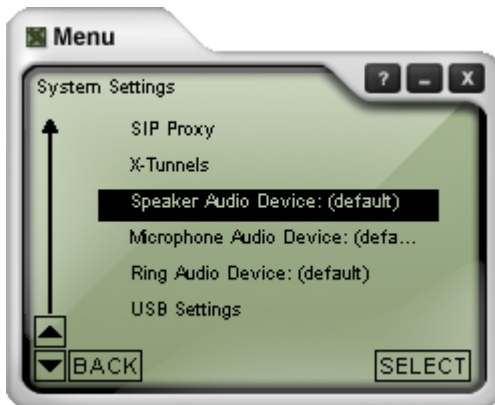 Menu
? - X
System Settings
SIP Proxy
X-Tunnels
Speaker Audio Device: (default)
Microphone Audio Device: (defa...
Ring Audio Device: (default)
USB Settings
BACK
SELECT